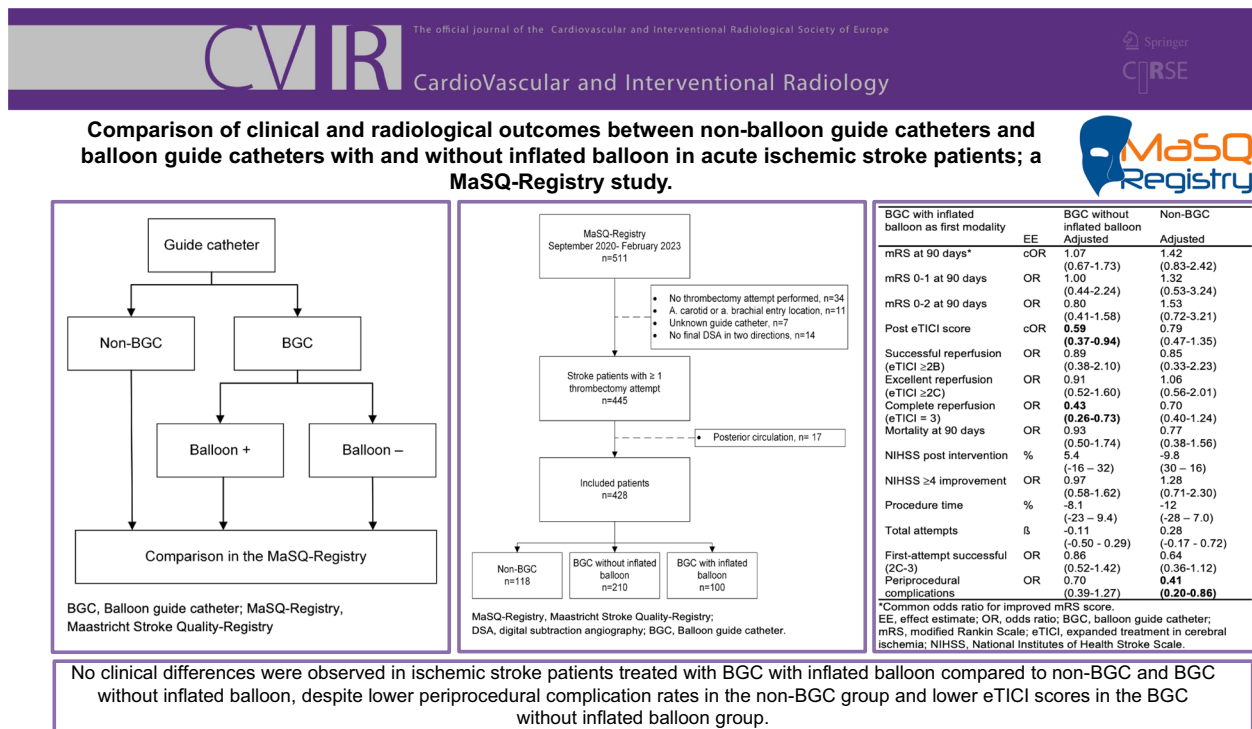 CVIR
The official journal of the Cardiovascular and Interventional Radiological Society of Europe
CardioVascular and Interventional Radiology
Springer
CIRSE
Comparison of clinical and radiological outcomes between non-balloon guide catheters and
balloon guide catheters with and without inflated balloon in acute ischemic stroke patients; a
MaSQ-Registry study.
MaSQ
Registry
Guide catheter
Non-BGC
BGC
Balloon +
Balloon –
Comparison in the MaSQ-Registry
BGC, Balloon guide catheter; MaSQ-Registry,
Maastricht Stroke Quality-Registry
MaSQ-Registry
September 2020- February 2023
n=511
• No thrombectomy attempt performed, n=34
• A. carotid or a. brachial entry location, n=11
• Unknown guide catheter, n=7
• No final DSA in two directions, n=14
Stroke patients with ≥ 1
thrombectomy attempt
n=445
• Posterior circulation, n= 17
Included patients
n=428
Non-BGC
n=118
BGC without inflated
balloon
n=210
BGC with inflated
balloon
n=100
MaSQ-Registry, Maastricht Stroke Quality-Registry;
DSA, digital subtraction angiography; BGC, Balloon guide catheter.
BGC with inflated BGC without Non-BGC
balloon as first modality inflated balloon
EE Adjusted Adjusted
mRS at 90 days* cOR 1.07 1.42
(0.67-1.73) (0.83-2.42)
mRS 0-1 at 90 days OR 1.00 1.32
(0.44-2.24) (0.53-3.24)
mRS 0-2 at 90 days OR 0.80 1.53
(0.41-1.58) (0.72-3.21)
Post eTICI score cOR 0.59 0.79
(0.37-0.94) (0.47-1.35)
Successful reperfusion OR 0.89 0.85
(eTICI ≥2B) (0.38-2.10) (0.33-2.23)
Excellent reperfusion OR 0.91 1.06
(eTICI ≥2C) (0.52-1.60) (0.56-2.01)
Complete reperfusion OR 0.43 0.70
(eTICI = 3) (0.26-0.73) (0.40-1.24)
Mortality at 90 days OR 0.93 0.77
(0.50-1.74) (0.38-1.56)
NIHSS post intervention % 5.4 -9.8
(-16 – 32) (30 – 16)
NIHSS ≥4 improvement OR 0.97 1.28
(0.58-1.62) (0.71-2.30)
Procedure time % -8.1 -12
(-23 – 9.4) (-28 – 7.0)
Total attempts ß -0.11 0.28
(-0.50 - 0.29) (-0.17 - 0.72)
First-attempt successful OR 0.86 0.64
(2C-3) (0.52-1.42) (0.36-1.12)
Periprocedural OR 0.70 0.41
complications (0.39-1.27) (0.20-0.86)
*Common odds ratio for improved mRS score.
EE, effect estimate; OR, odds ratio; BGC, balloon guide catheter;
mRS, modified Rankin Scale; eTICI, expanded treatment in cerebral
ischemia; NIHSS, National Institutes of Health Stroke Scale.
No clinical differences were observed in ischemic stroke patients treated with BGC with inflated balloon compared to non-BGC and BGC
without inflated balloon, despite lower periprocedural complication rates in the non-BGC group and lower eTICI scores in the BGC
without inflated balloon group.